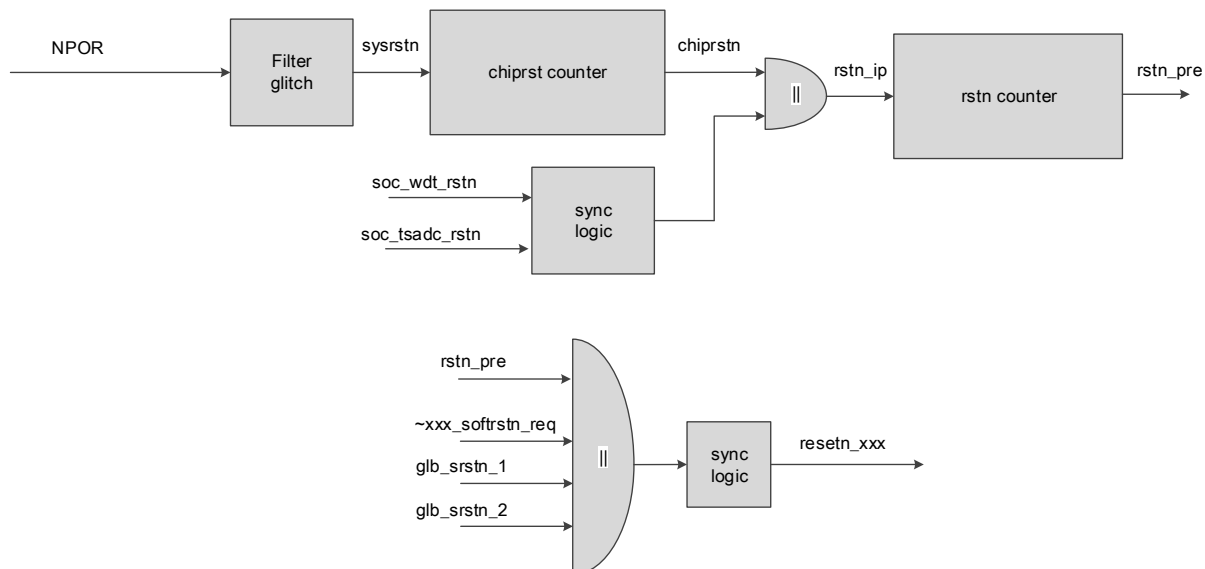 NPOR
Filter
glitch
sysrstn
chiprst counter
chiprstn
||
rstn_ip
rstn counter
rstn_pre
soc_wdt_rstn
soc_tsadc_rstn
sync
logic
rstn_pre
~xxx_softrstn_req
glb_srstn_1
glb_srstn_2
||
sync
logic
resetn_xxx